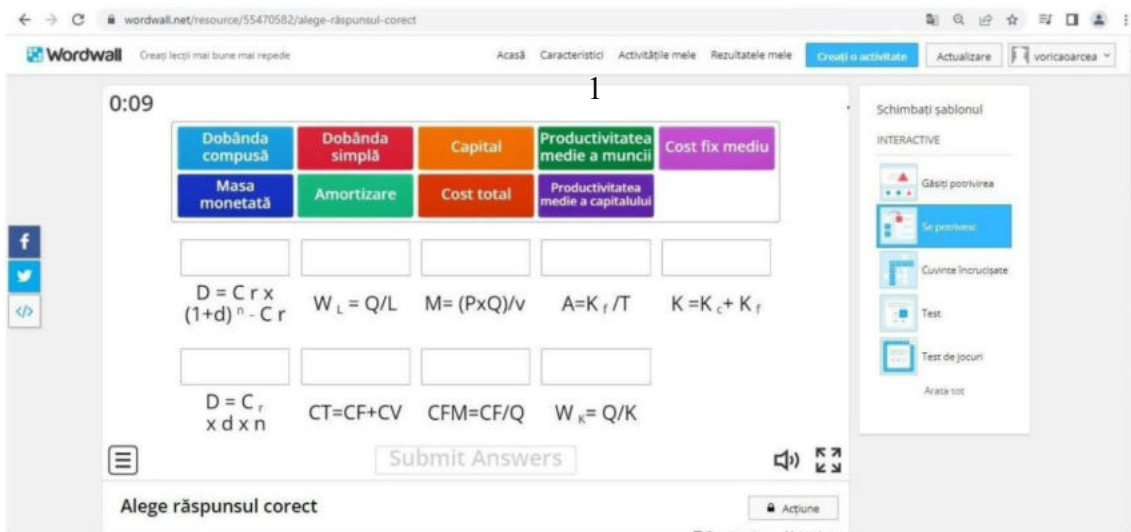 wordwall.net/resource/55470582/alege-răspunsul-corect
Wordwall Creați lecții mai bune mai repede Acasă Caracteristici Activitățile mele Rezultatele mele Creați o activitate Actualizare voricaoarcea
1
0:09
Dobânda compusă
Dobânda simplă
Capital
Productivitatea medie a muncii
Cost fix mediu
Masa monetată
Amortizare
Cost total
Productivitatea medie a capitalului
D = C r x (1+d) ⁿ - C r
W L = Q/L
M= (PxQ)/v
A=K f /T
K =K c+ K f
D = C r x d x n
CT=CF+CV
CFM=CF/Q
W K= Q/K
Submit Answers
Alege răspunsul corect
Acțiune
Schimbați șablonul
INTERACTIVE
Găsiți potrivirea
Se potrivesc
Cuvinte încrucișate
Test
Test de jocuri
Arata tot